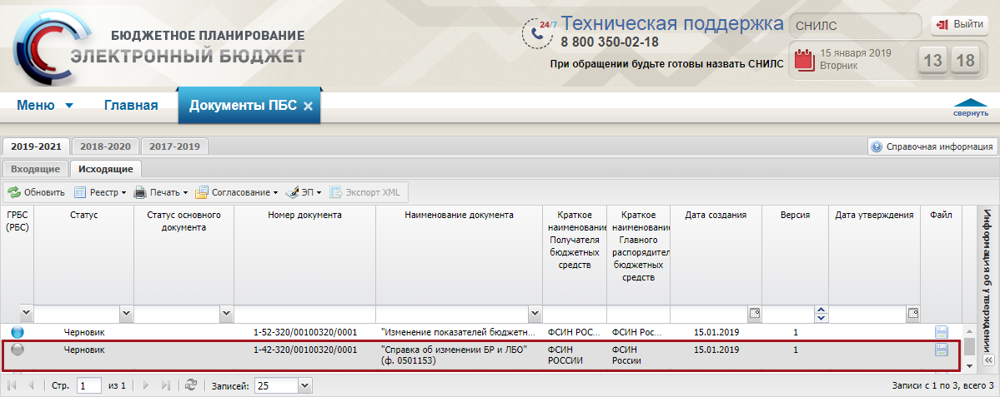 БЮДЖЕТНОЕ ПЛАНИРОВАНИЕ
ЭЛЕКТРОННЫЙ БЮДЖЕТ
24/7 Техническая поддержка
8 800 350-02-18
При обращении будьте готовы назвать СНИЛС
СНИЛС
Выйти
15 января 2019
Вторник
13 18
Меню Главная Документы ПБС
свернуть
2019-2021 2018-2020 2017-2019
Справочная информация
Входящие Исходящие
Обновить Реестр Печать Согласование ЭП Экспорт XML
ГРБС (РБС)
Статус
Статус основного документа
Номер документа
Наименование документа
Краткое наименование Получателя бюджетных средств
Краткое наименование Главного распорядител бюджетных средств
Дата создания
Версия
Дата утверждения
Файл
Информация об утверждении
Черновик 1-52-320/00100320/0001 "Изменение показателей бюджетн... ФСИН РОС... ФСИН Рос... 15.01.2019 1
Черновик 1-42-320/00100320/0001 "Справка об изменении БР и ЛБО" (ф. 0501153) ФСИН РОССИИ ФСИН России 15.01.2019 1
Стр. 1 из 1 Записей: 25
Записи с 1 по 3, всего 3